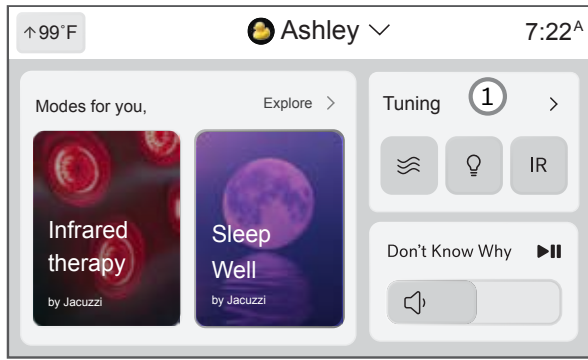 ↑99°F
Ashley
7:22ᴬ
Modes for you,
Explore >
Infrared
therapy
by Jacuzzi
Sleep
Well
by Jacuzzi
Tuning
1
>
IR
Don't Know Why